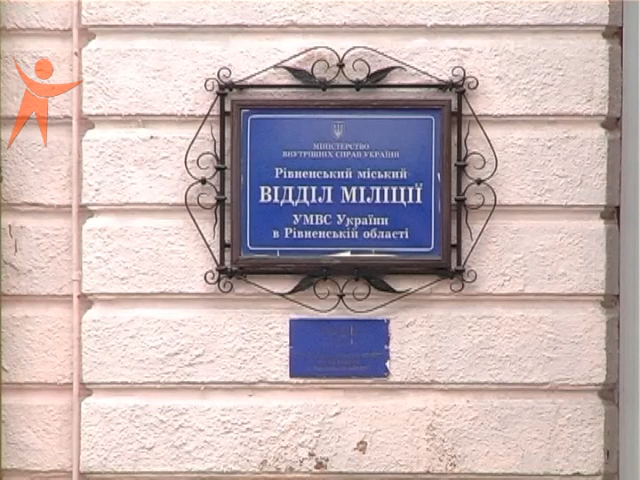 МІНІСТЕРСТВО
ВНУТРІШНІХ СПРАВ УКРАЇНИ
Рівненський міський
ВІДДІЛ МІЛІЦІЇ
УМВС України
в Рівненській області